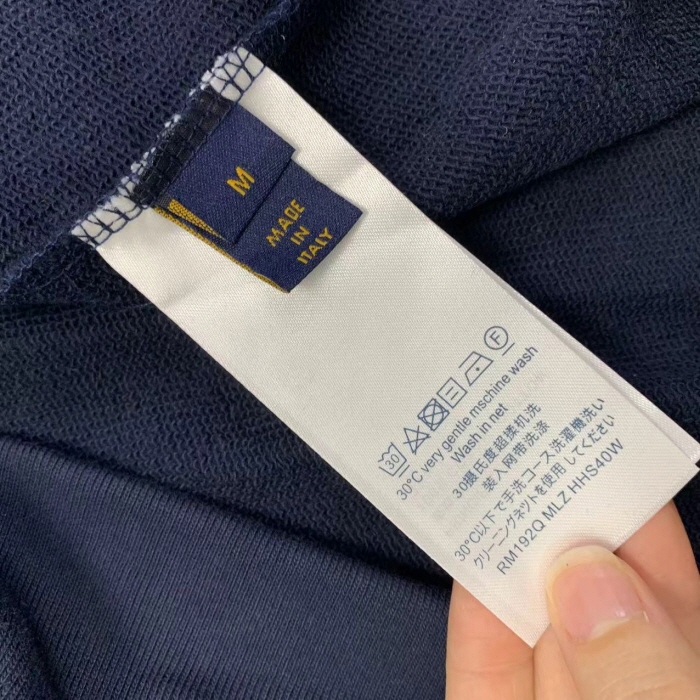 M
MADE
IN
ITALY
30
F
30°C very gentle mschine wash
Wash in net
30摄氏度超揉机洗
装入网带洗涤
30°C以下で手洗コース洗濯機洗い
クリーニングネットを使用してください
RM192Q MLZ HHS40W